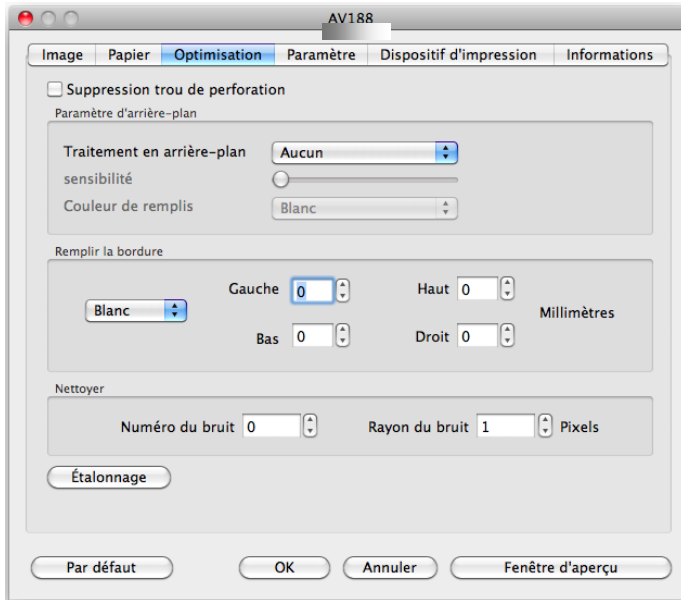 AV188
Image Papier Optimisation Paramètre Dispositif d'impression Informations
Suppression trou de perforation
Paramètre d'arrière-plan
Traitement en arrière-plan Aucun
sensibilité
Couleur de remplis Blanc
Remplir la bordure
Gauche 0 Haut 0
Blanc Millimètres
Bas 0 Droit 0
Nettoyer
Numéro du bruit 0 Rayon du bruit 1 Pixels
Étalonnage
Par défaut OK Annuler Fenêtre d'aperçu